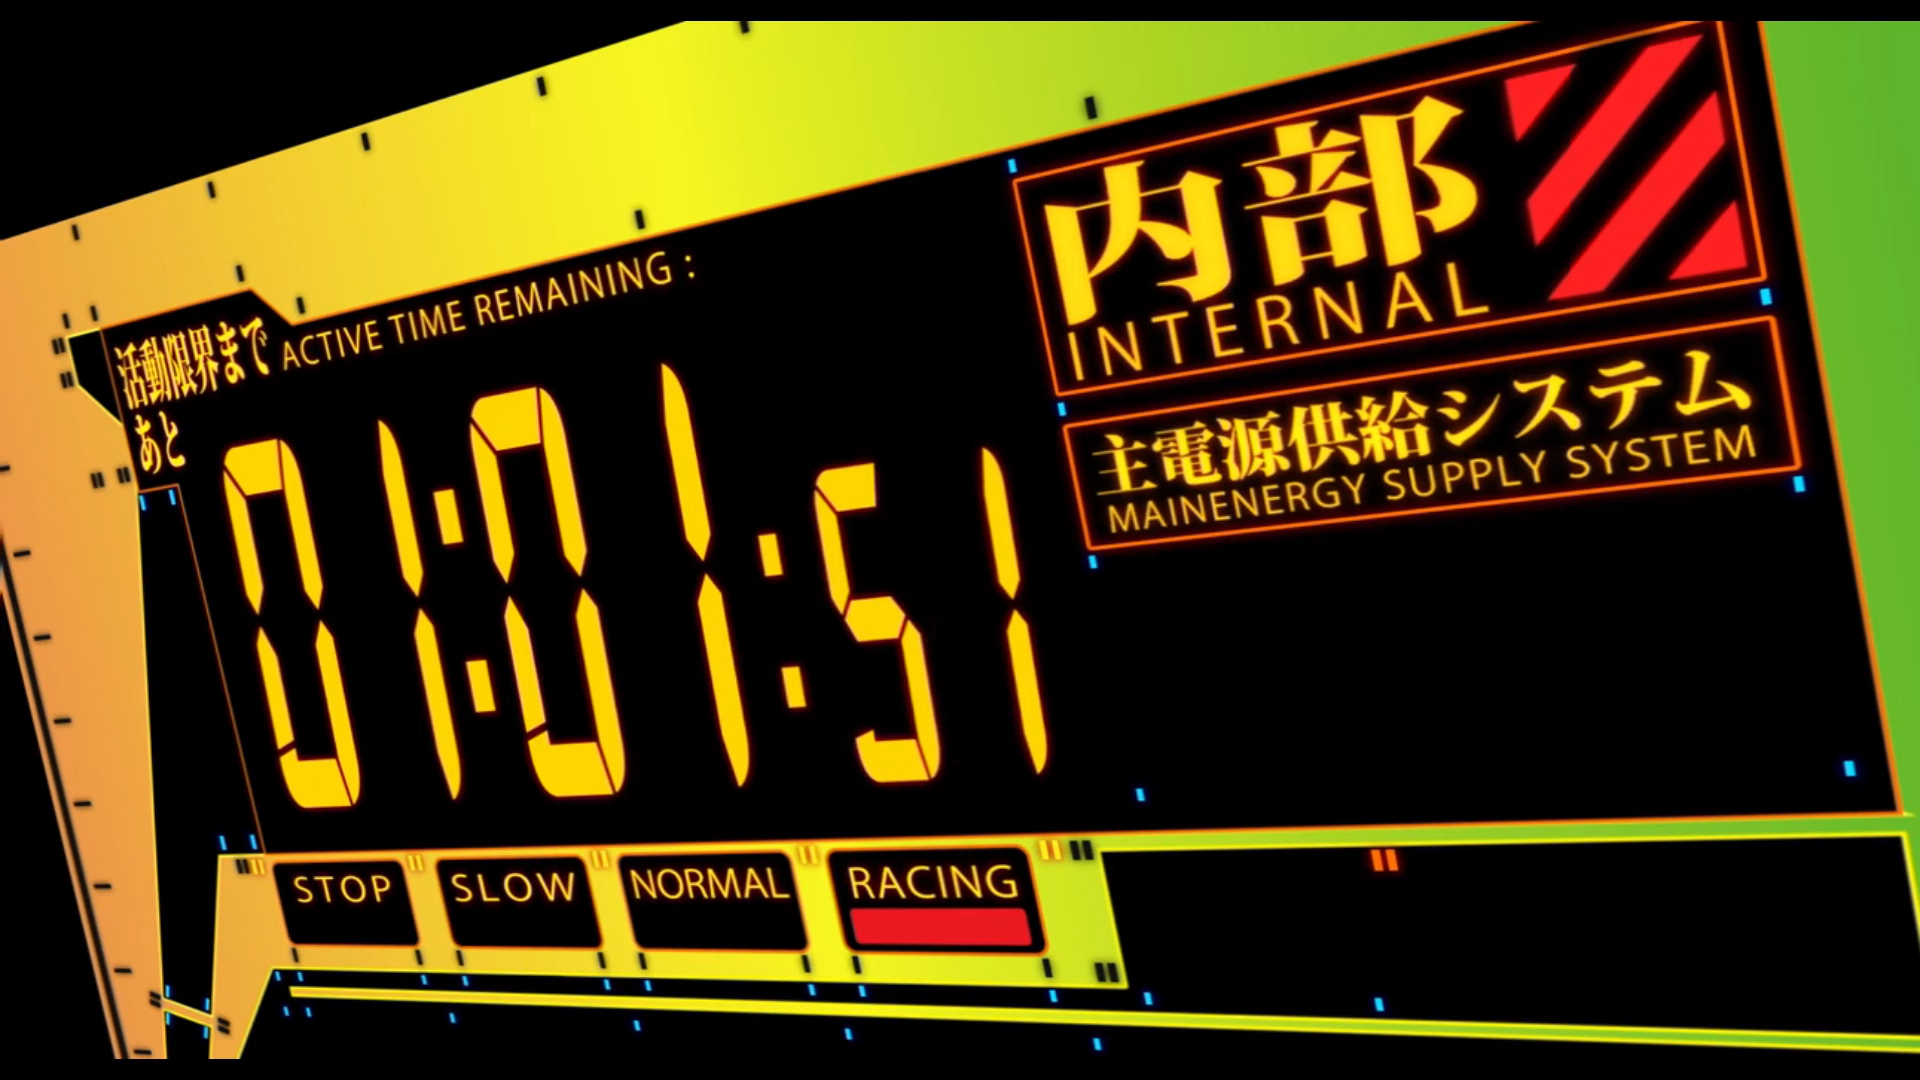 活動限界まで
あと
ACTIVE TIME REMAINING :
01:01:51
内部
INTERNAL
主電源供給システム
MAINENERGY SUPPLY SYSTEM
STOP
SLOW
NORMAL
RACING